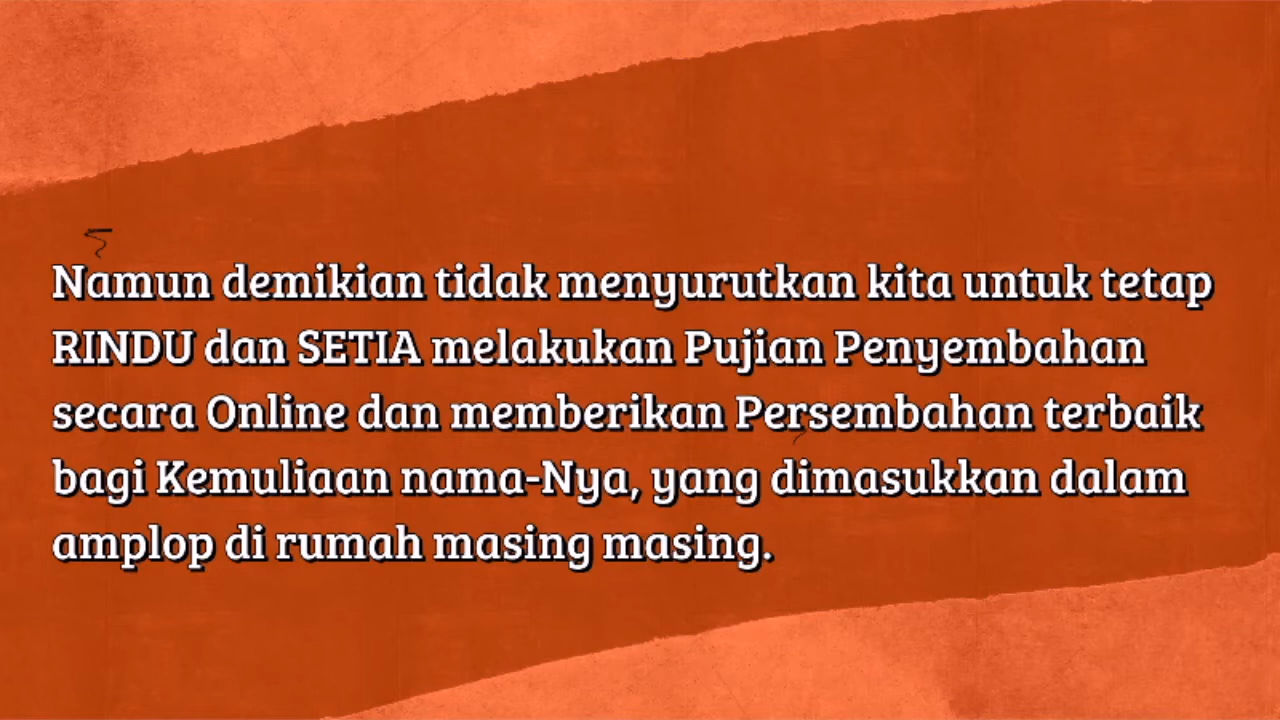 Namun demikian tidak menyurutkan kita untuk tetap
RINDU dan SETIA melakukan Pujian Penyembahan
secara Online dan memberikan Persembahan terbaik
bagi Kemuliaan nama-Nya, yang dimasukkan dalam
amplop di rumah masing masing.